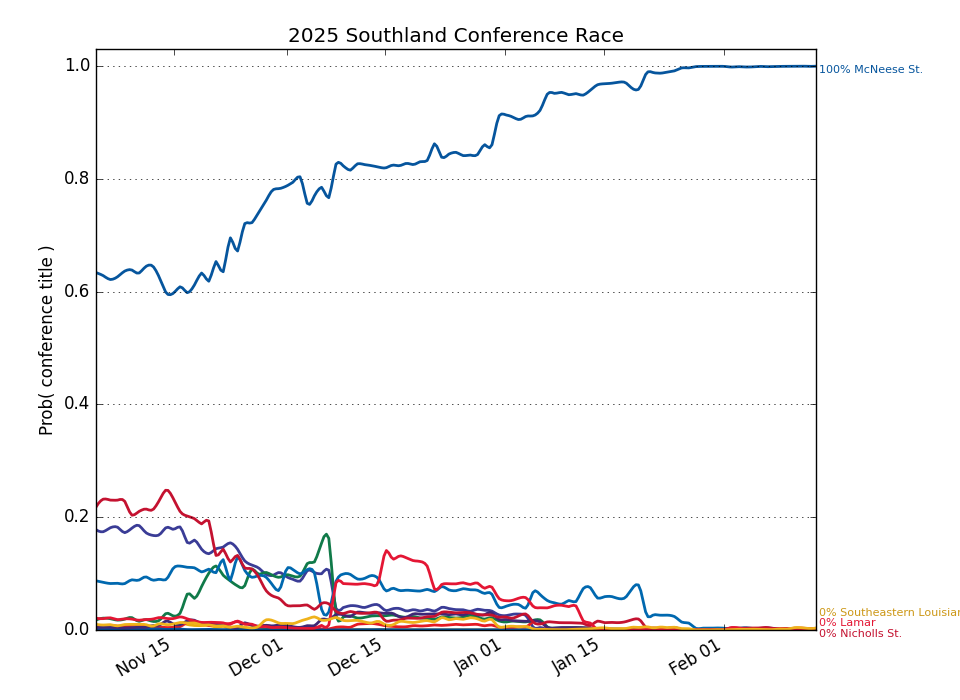 2025 Southland Conference Race
1.0
100% McNeese St.
0.8
0.6
Prob( conference title )
0.4
0.2
0% Southeastern Louisian
0% Lamar
0.0
0% Nicholls St.
Nov 15
Dec 01
Dec 15
Jan 01
Jan 15
Feb 01